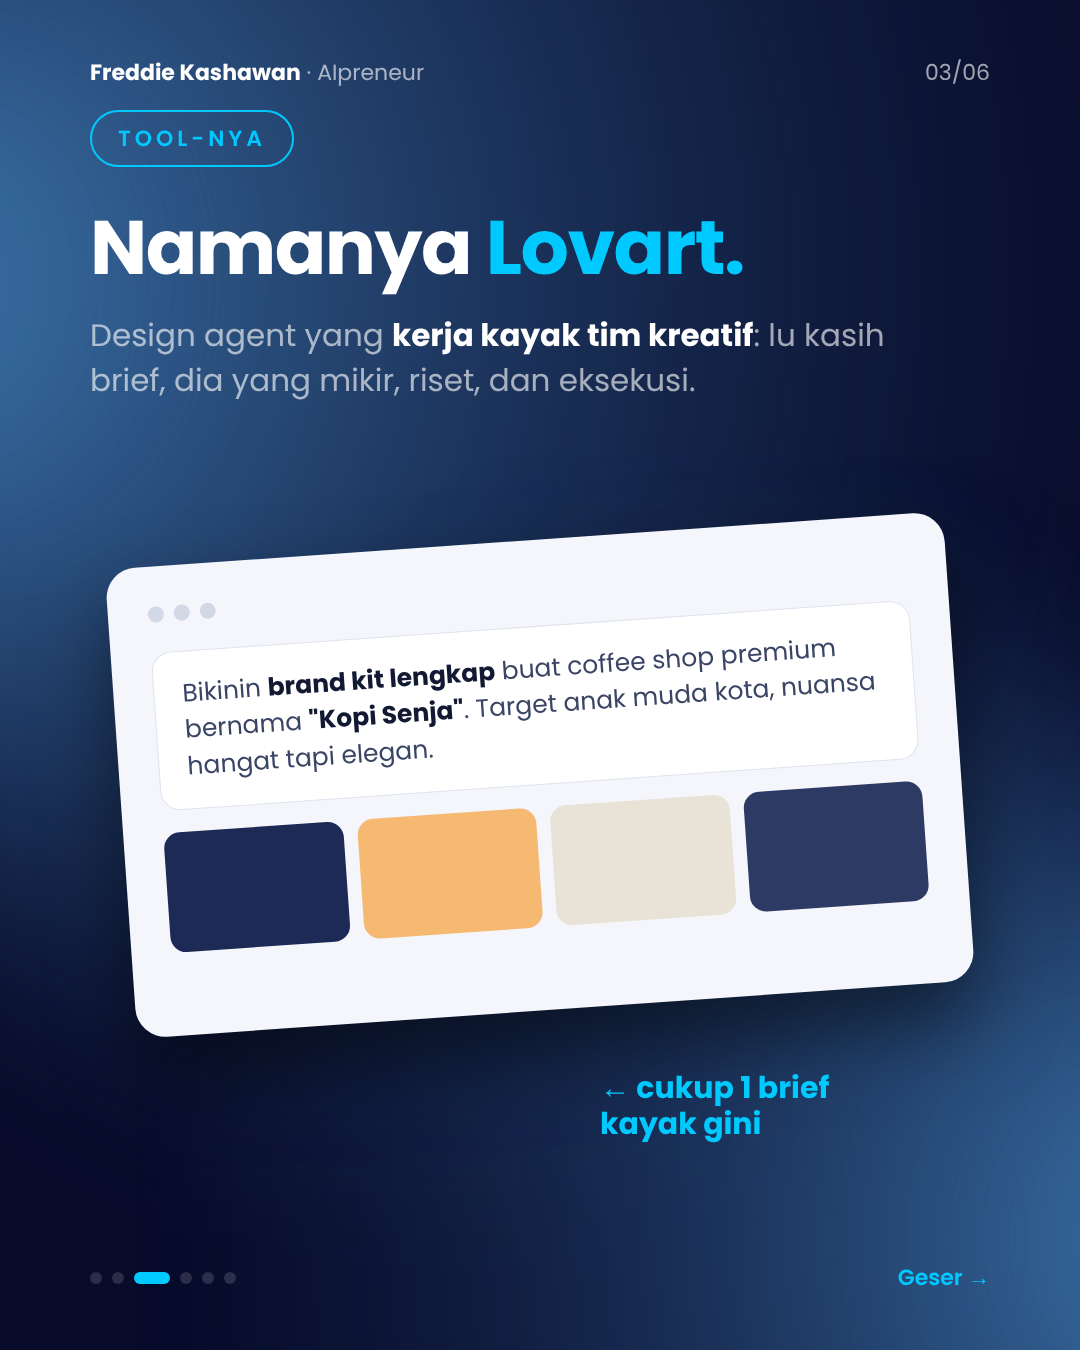 Freddie Kashawan · AIpreneur
03/06
TOOL-NYA
Namanya Lovart.
Design agent yang kerja kayak tim kreatif: lu kasih
brief, dia yang mikir, riset, dan eksekusi.
Bikinin brand kit lengkap buat coffee shop premium
bernama "Kopi Senja". Target anak muda kota, nuansa
hangat tapi elegan.
← cukup 1 brief
kayak gini
Geser →